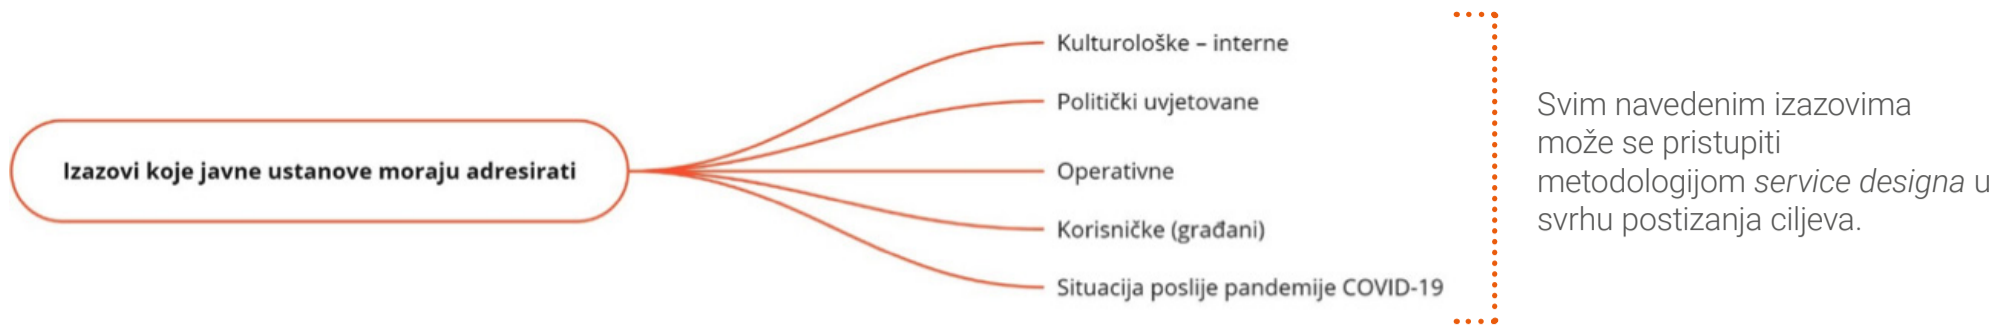 Izazovi koje javne ustanove moraju adresirati
Kulturološke – interne
Politički uvjetovane
Operativne
Korisničke (građani)
Situacija poslije pandemije COVID-19
Svim navedenim izazovima
može se pristupiti
metodologijom service designa u
svrhu postizanja ciljeva.